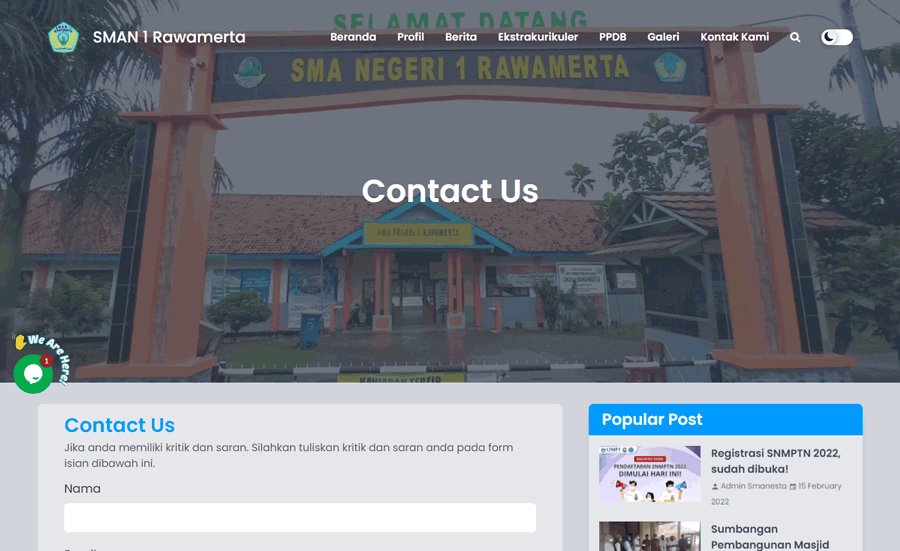 SELAMAT DATANG
SMAN 1 Rawamerta
Beranda
Profil
Berita
Ekstrakurikuler
PPDB
Galeri
Kontak Kami
SMA NEGERI 1 RAWAMERTA
Contact Us
We Are Here!
1
Contact Us
Jika anda memiliki kritik dan saran. Silahkan tuliskan kritik dan saran anda pada form
isian dibawah ini.
Nama
Popular Post
PENDAFTARAN SNMPTN 2022
DIMULAI HARI INI!
Registrasi SNMPTN 2022,
sudah dibuka!
Admin Smanesta 15 February
2022
Sumbangan
Pembangunan Masjid